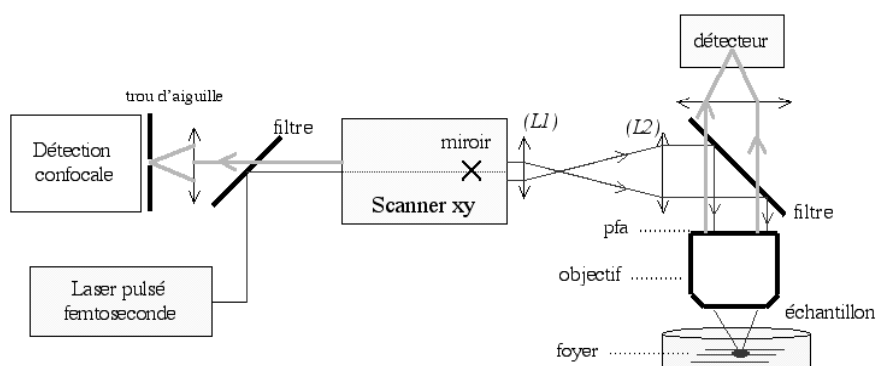 détecteur
trou d'aiguille
filtre
(L1)
(L2)
miroir
Détection
confocale
Scanner xy
filtre
pfa
objectif
Laser pulsé
femtoseconde
échantillon
foyer